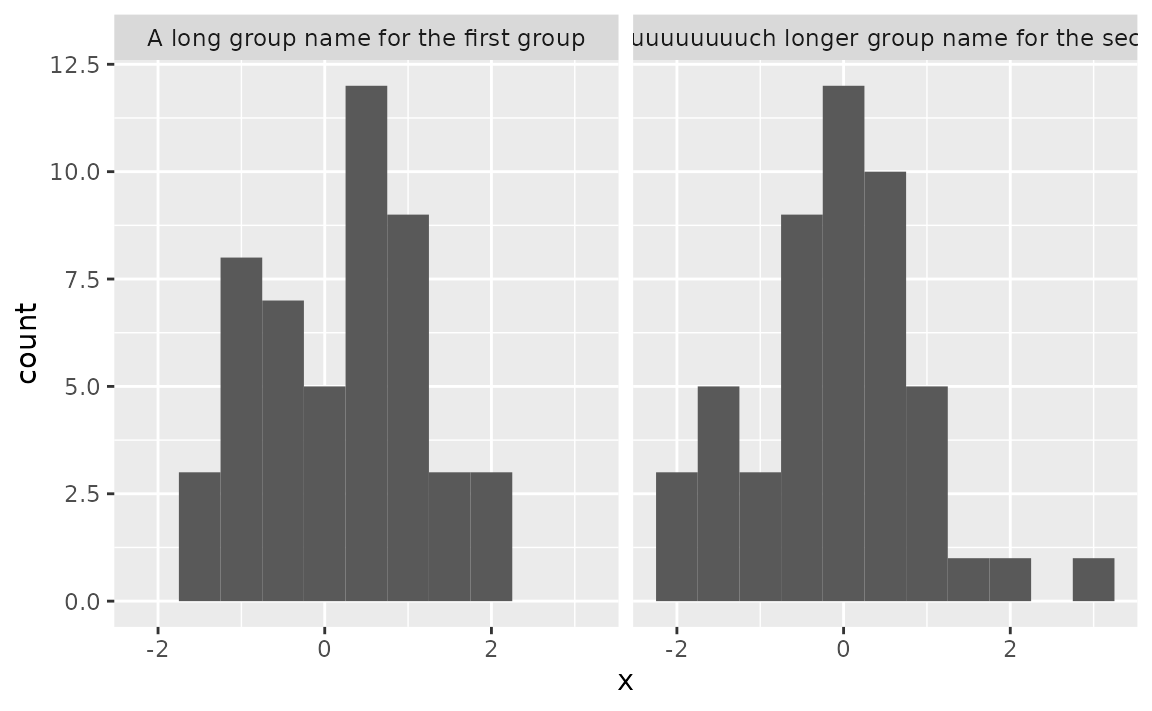 A long group name for the first group
uuuuuuuuch longer group name for the sec
12.5
10.0
7.5
5.0
2.5
0.0
count
-2 0 2
-2 0 2
x